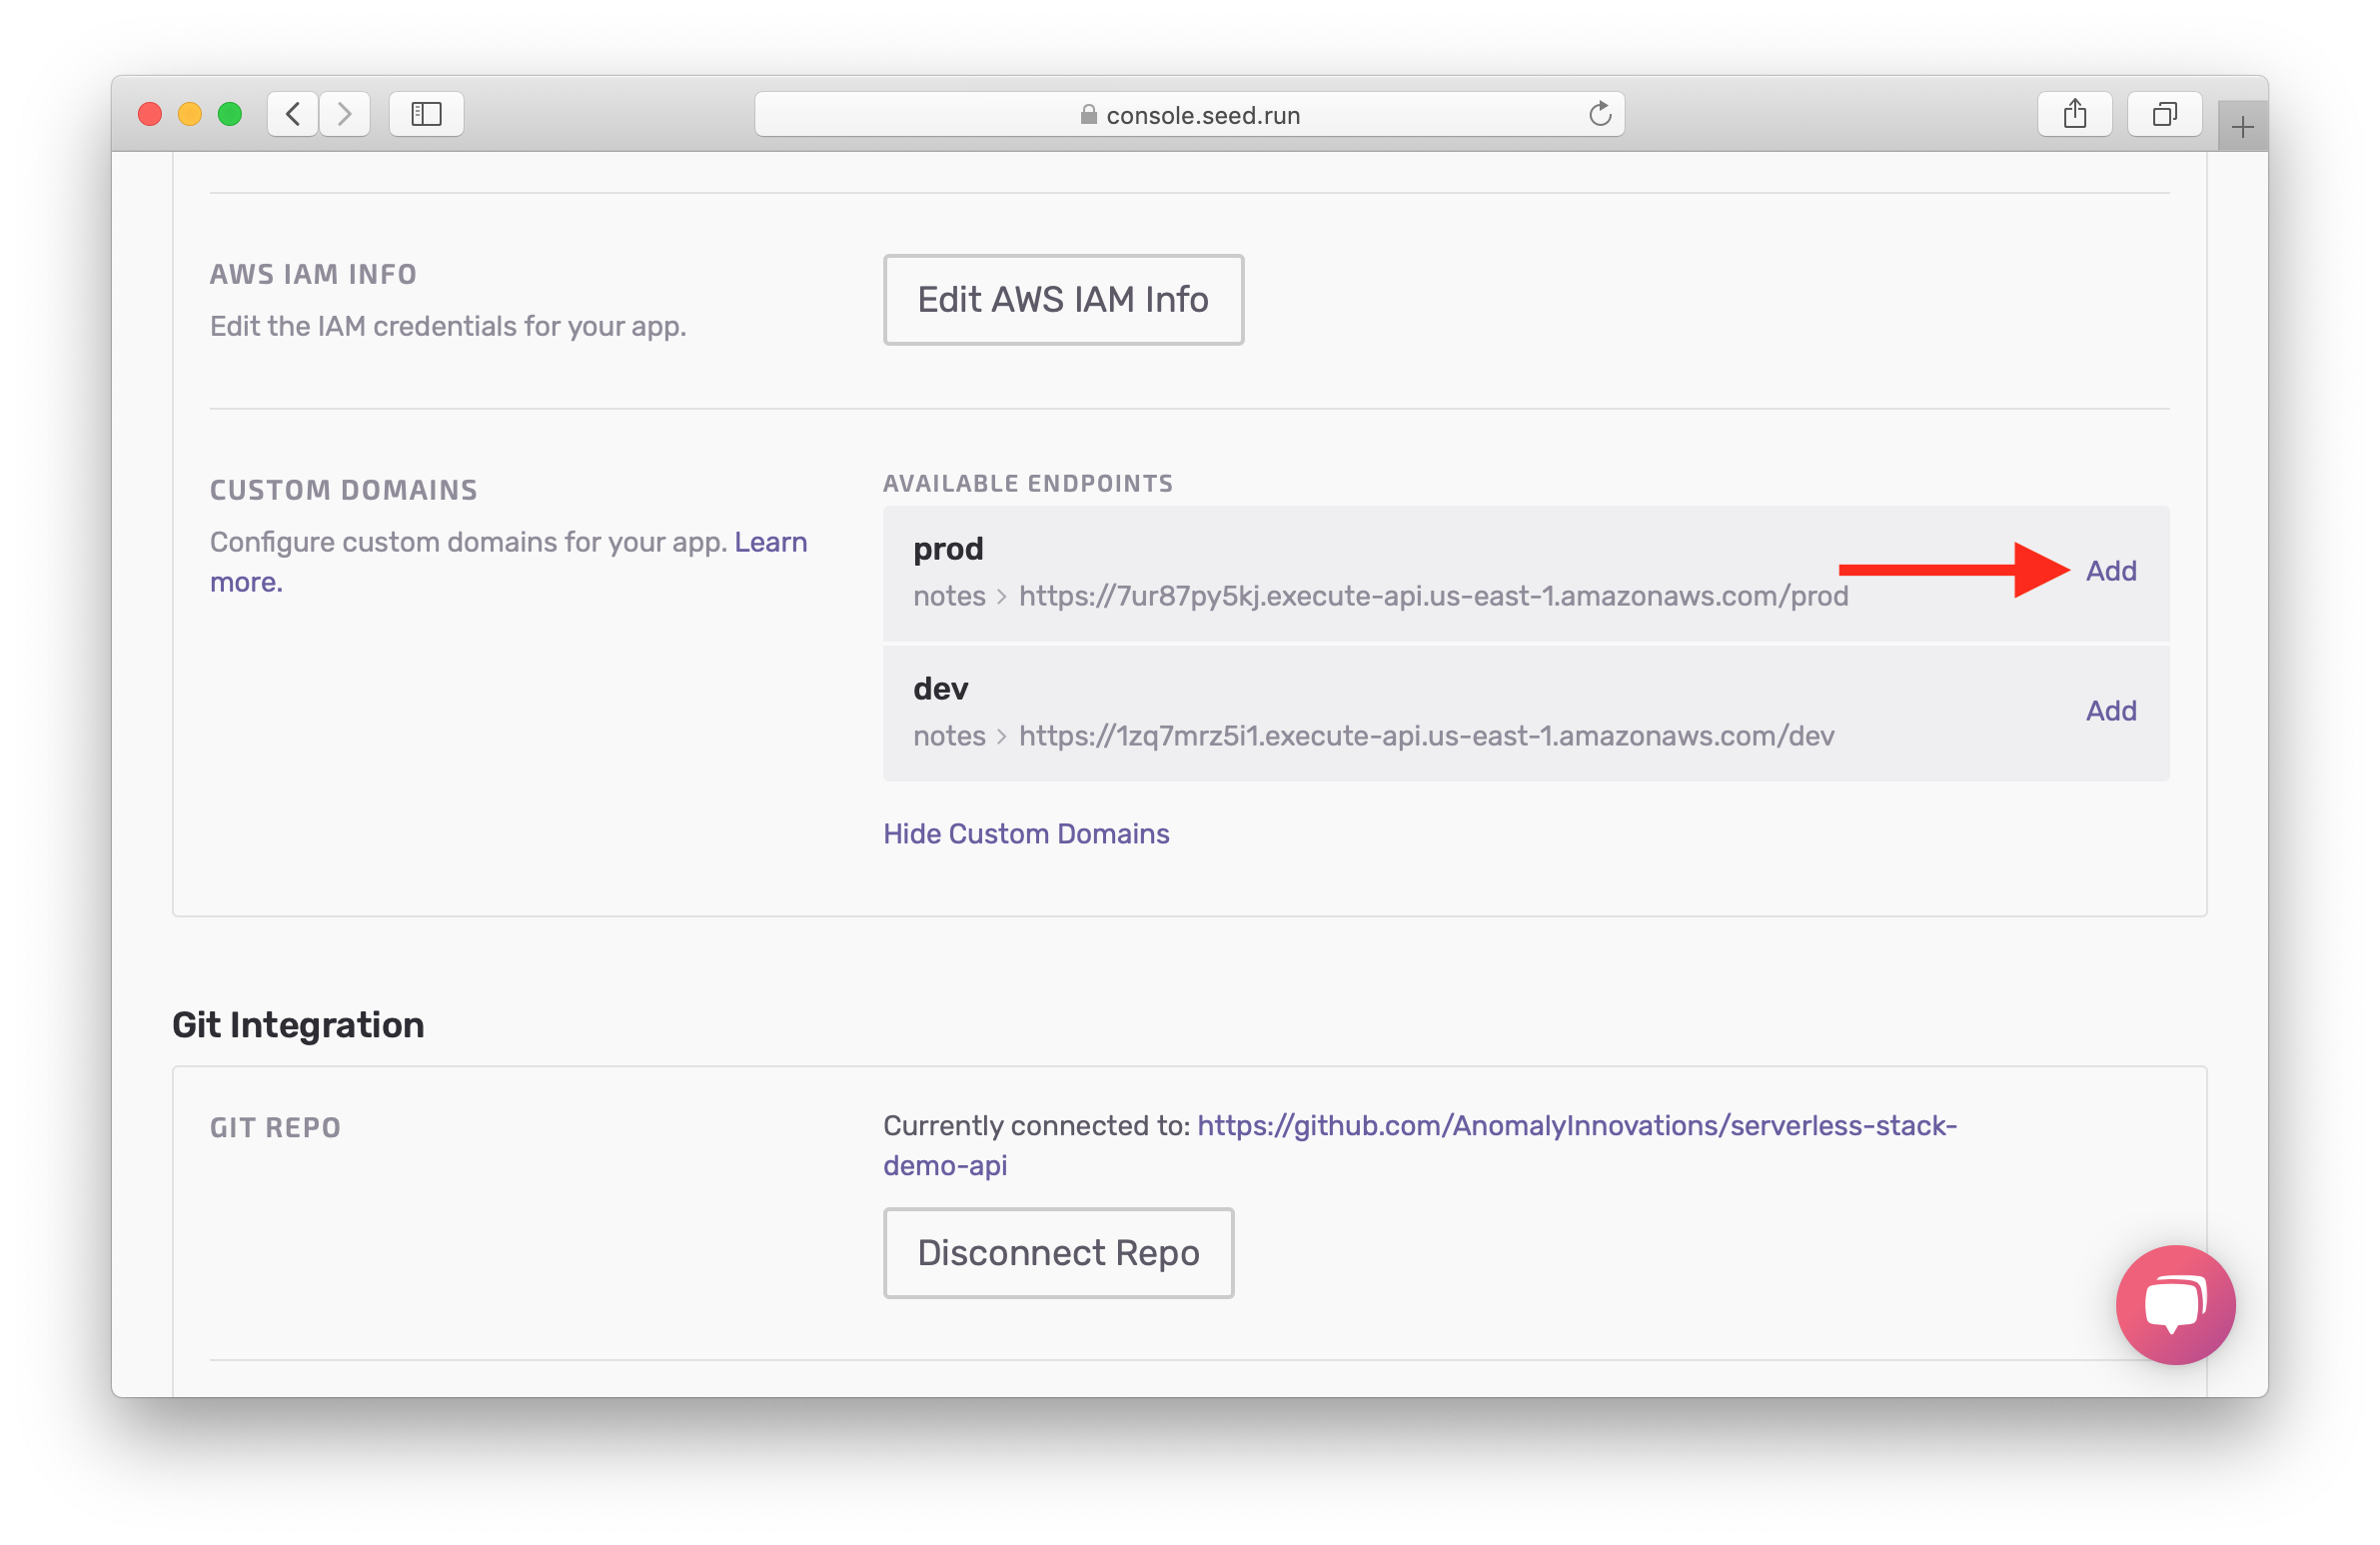 console.seed.run
AWS IAM INFO
Edit the IAM credentials for your app.
Edit AWS IAM Info
CUSTOM DOMAINS
Configure custom domains for your app. Learn
more.
AVAILABLE ENDPOINTS
prod
notes > https://7ur87py5kj.execute-api.us-east-1.amazonaws.com/prod
Add
dev
notes > https://1zq7mrz5i1.execute-api.us-east-1.amazonaws.com/dev
Add
Hide Custom Domains
Git Integration
GIT REPO
Currently connected to: https://github.com/AnomalyInnovations/serverless-stack-
demo-api
Disconnect Repo